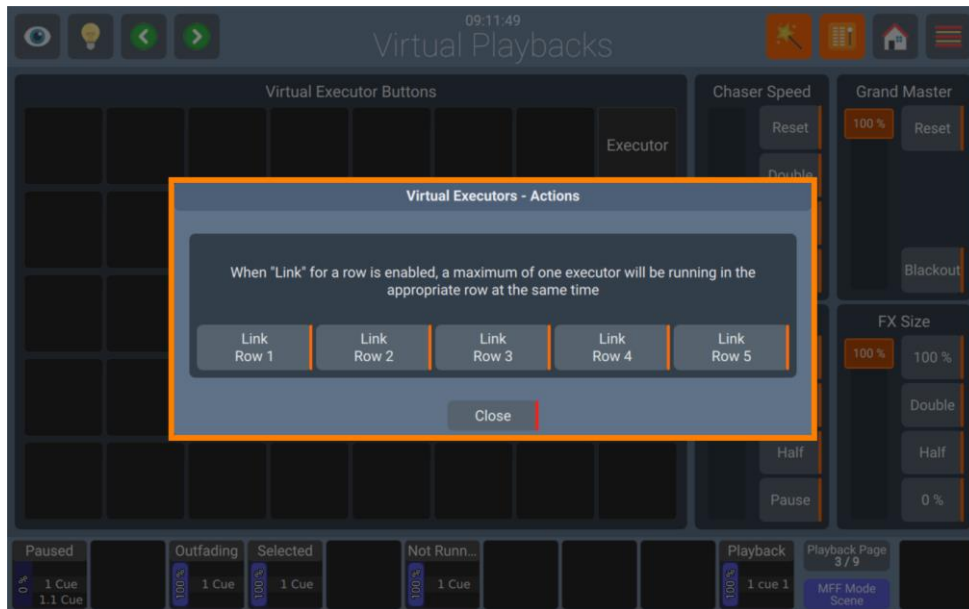 09:11:49
Virtual Playbacks
Virtual Executor Buttons
Executor
Chaser Speed
Reset
Double
Grand Master
100 %
Reset
Blackout
Virtual Executors - Actions
When "Link" for a row is enabled, a maximum of one executor will be running in the
appropriate row at the same time
Link
Row 1
Link
Row 2
Link
Row 3
Link
Row 4
Link
Row 5
Close
Half
Pause
FX Size
100 %
100 %
Double
Half
0 %
Paused
0 %
1 Cue
1.1 Cue
Outfading
100 %
1 Cue
Selected
100 %
1 Cue
Not Runn...
100 %
1 Cue
Playback
100 %
1 cue 1
Playback Page
3 / 9
MFF Mode
Scene